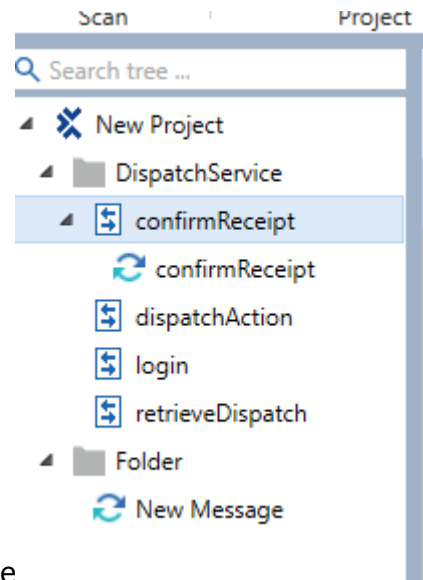 Scan Project
Search tree ...
New Project
DispatchService
confirmReceipt
confirmReceipt
dispatchAction
login
retrieveDispatch
Folder
New Message
e